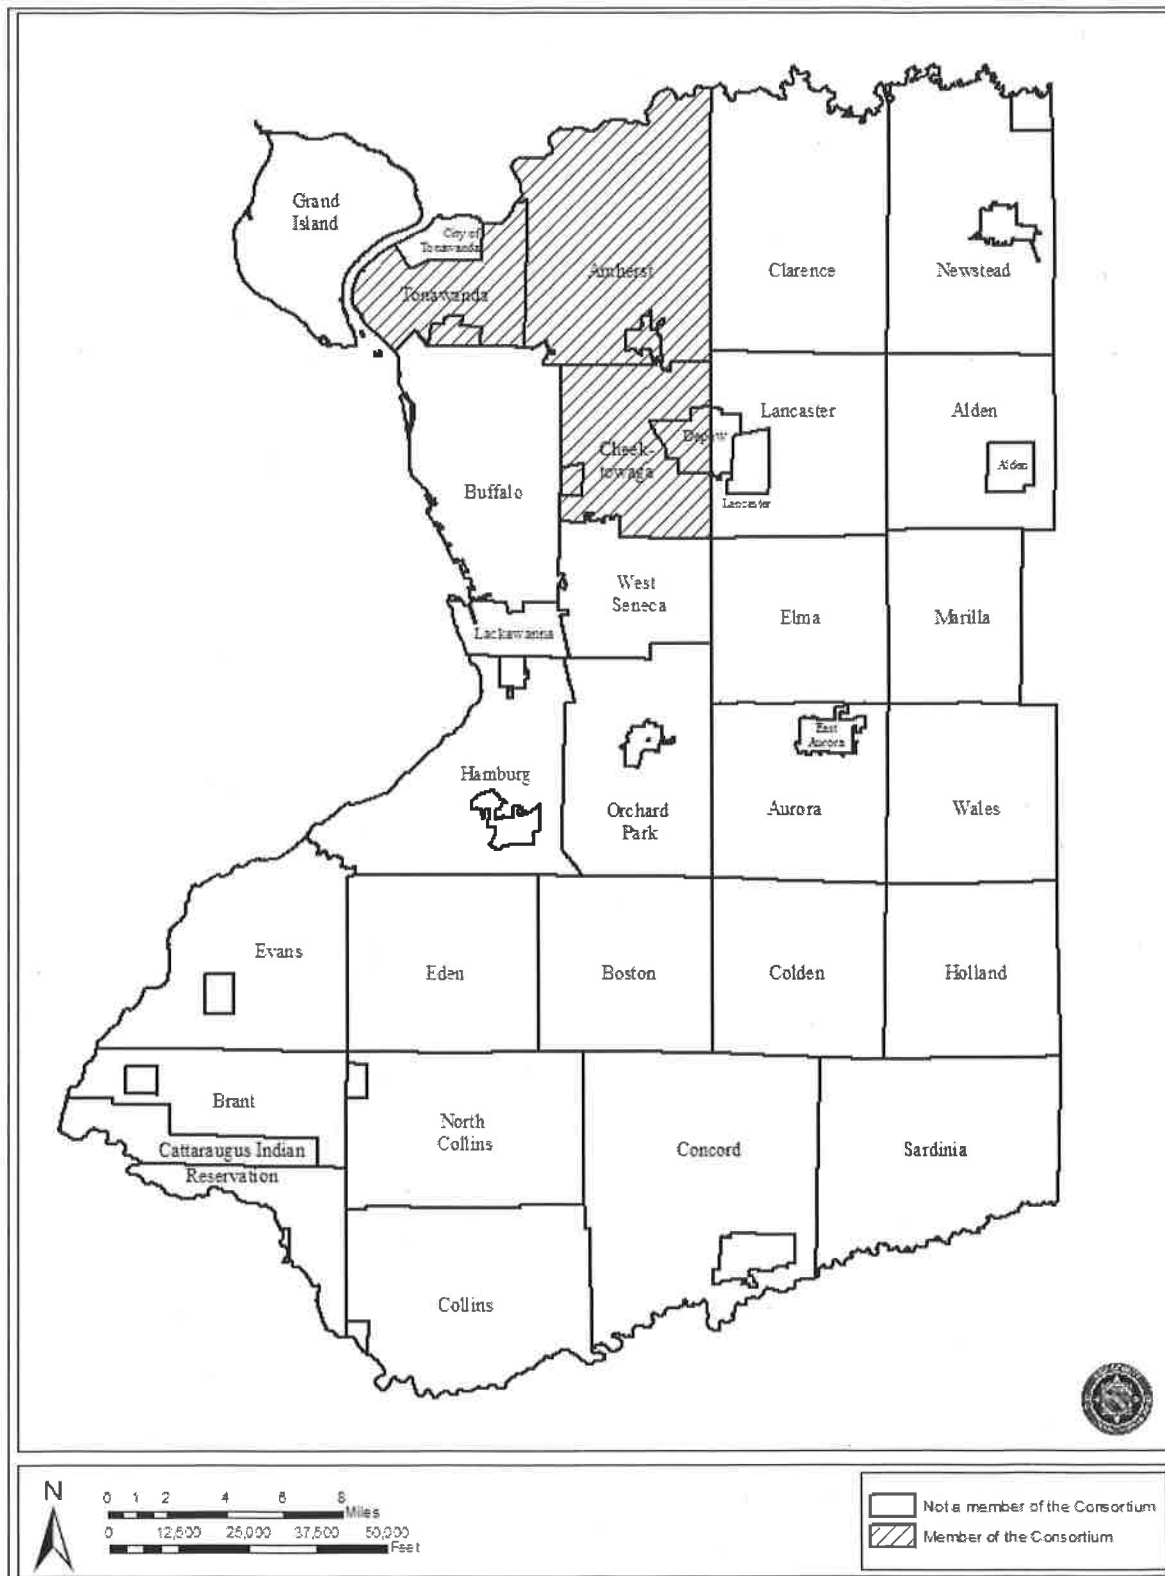 Grand
Island
City of
Tonawanda
Tonawanda
Amherst
Clarence
Newstead
Lancaster
Alden
Depew
Cheek-
towaga
Alden
Buffalo
Lancaster
West
Seneca
Elma
Marilla
Lackawanna
East
Aurora
Hamburg
Orchard
Park
Aurora
Wales
Evans
Eden
Boston
Colden
Holland
Brant
North
Collins
Concord
Sardinia
Cattaraugus Indian
Reservation
Collins
N
0 1 2 4 6 8
Miles
0 12,500 25,000 37,500 50,000
Feet
Not a member of the Consortium
Member of the Consortium